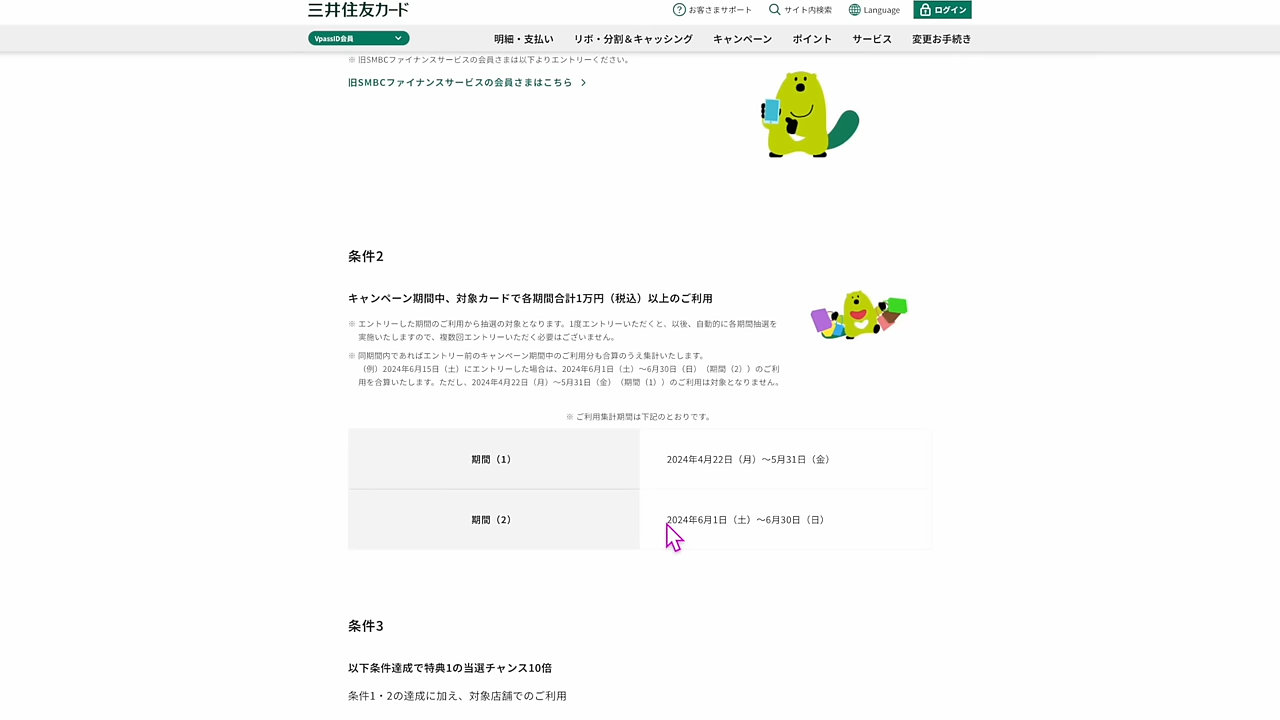 三井住友カード
お客さまサポート サイト内検索 Language ログイン
VpassID会員 明細・支払い リボ・分割＆キャッシング キャンペーン ポイント サービス 変更お手続き
※ 旧SMBCファイナンスサービスの会員さまは以下よりエントリーください。
旧SMBCファイナンスサービスの会員さまはこちら
条件2
キャンペーン期間中、対象カードで各期間合計1万円（税込）以上のご利用
※ エントリーした期間のご利用から抽選の対象となります。1度エントリーいただくと、以後、自動的に各期間抽選を
実施いたしますので、複数回エントリーいただく必要はございません。
※ 同期間内であればエントリー前のキャンペーン期間中のご利用分も合算のうえ集計いたします。
（例）2024年6月15日（土）にエントリーした場合は、2024年6月1日（土）～6月30日（日）（期間（2））のご利
用を合算いたします。ただし、2024年4月22日（月）～5月31日（金）（期間（1））のご利用は対象となりません。
※ ご利用集計期間は下記のとおりです。
期間（1） 2024年4月22日（月）～5月31日（金）
期間（2） 2024年6月1日（土）～6月30日（日）
条件3
以下条件達成で特典1の当選チャンス10倍
条件1・2の達成に加え、対象店舗でのご利用